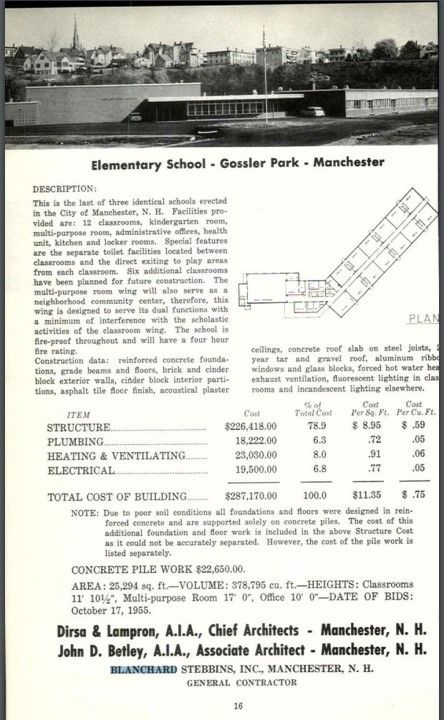 Elementary School - Gossler Park - Manchester
DESCRIPTION:
This is the last of three identical schools erected
in the City of Manchester, N. H. Facilities pro-
vided are: 12 classrooms, kindergarten room,
multi-purpose room, administrative offices, health
unit, kitchen and locker rooms. Special features
are the separate toilet facilities located between
classrooms and the direct exiting to play areas
from each classroom. Six additional classrooms
have been planned for future construction. The
multi-purpose room wing will also serve as a
neighborhood community center, therefore, this
wing is designed to serve its dual functions with
a minimum of interference with the scholastic
activities of the classroom wing. The school is
fire-proof throughout and will have a four hour
fire rating.
Construction data: reinforced concrete founda-
tions, grade beams and floors, brick and cinder
block exterior walls, cinder block interior parti-
tions, asphalt tile floor finish, acoustical plaster
PLAN
ceilings, concrete roof slab on steel joists, 2
year tar and gravel roof, aluminum ribbo
windows and glass blocks, forced hot water hea
exhaust ventilation, fluorescent lighting in clas
rooms and incandescent lighting elsewhere.
ITEM Cost % of Total Cost Cost Per Sq. Ft. Cost Per Cu. Ft.
STRUCTURE $226,418.00 78.9 $ 8.95 $ .59
PLUMBING 18,222.00 6.3 .72 .05
HEATING & VENTILATING 23,030.00 8.0 .91 .06
ELECTRICAL 19,500.00 6.8 .77 .05
TOTAL COST OF BUILDING $287,170.00 100.0 $11.35 $ .75
NOTE: Due to poor soil conditions all foundations and floors were designed in rein-
forced concrete and are supported solely on concrete piles. The cost of this
additional foundation and floor work is included in the above Structure Cost
as it could not be accurately separated. However, the cost of the pile work is
listed separately.
CONCRETE PILE WORK $22,650.00.
AREA: 25,294 sq. ft.—VOLUME: 378,795 cu. ft.—HEIGHTS: Classrooms
11' 10½", Multi-purpose Room 17' 0", Office 10' 0"—DATE OF BIDS:
October 17, 1955.
Dirsa & Lampron, A.I.A., Chief Architects - Manchester, N. H.
John D. Betley, A.I.A., Associate Architect - Manchester, N. H.
BLANCHARD STEBBINS, INC., MANCHESTER, N. H.
GENERAL CONTRACTOR
16